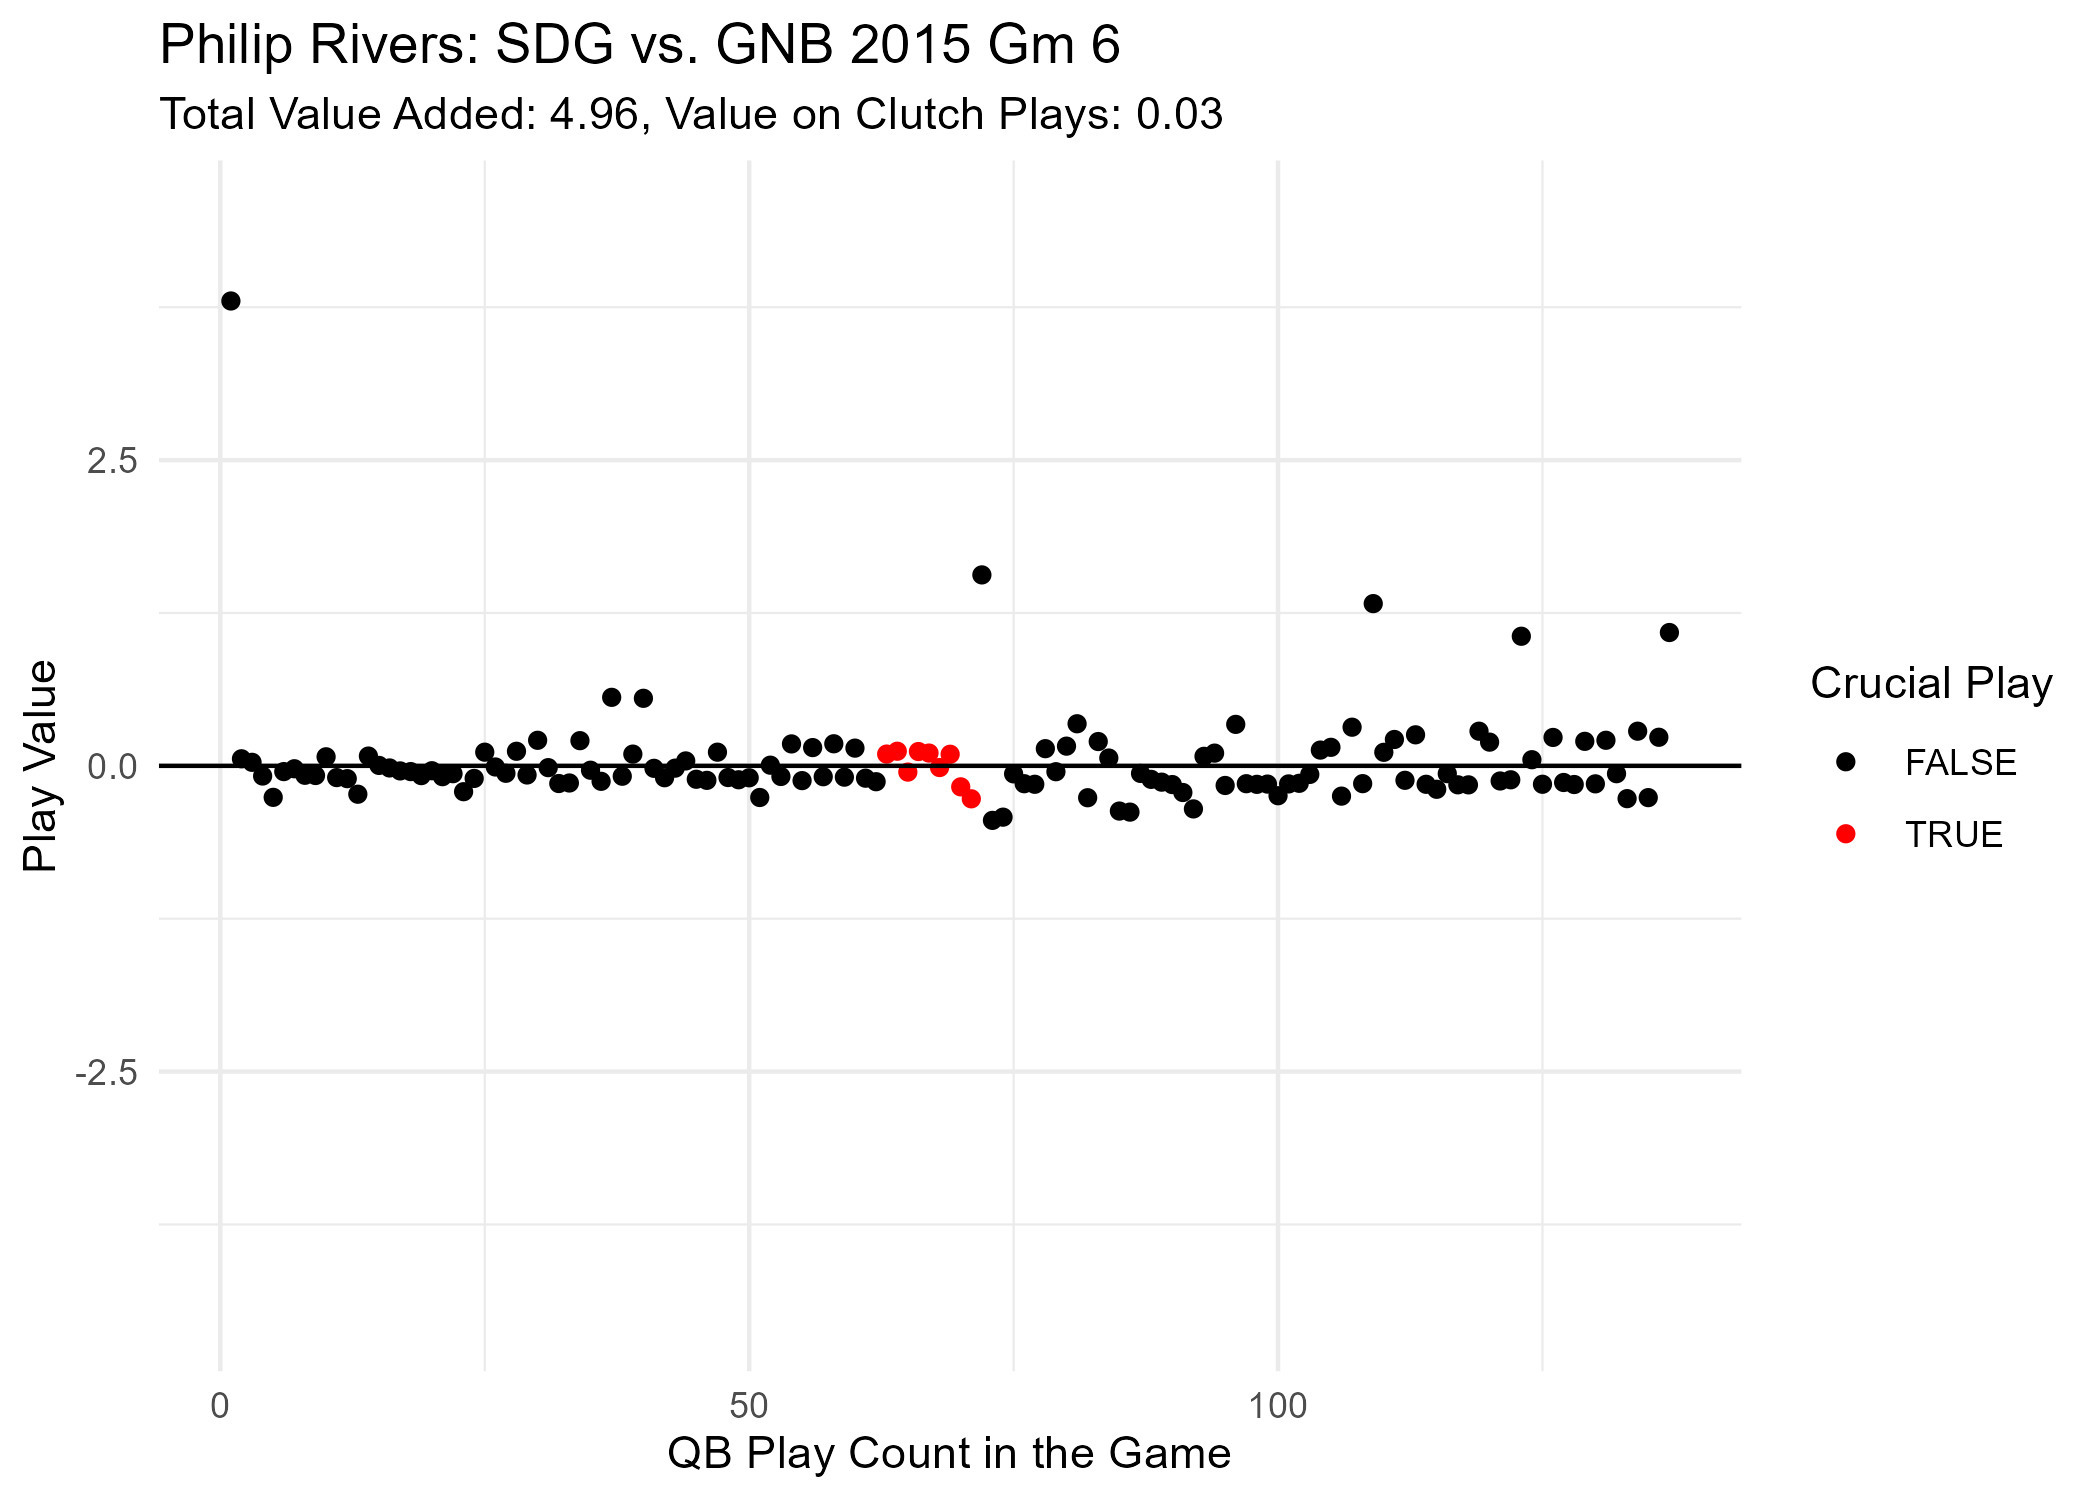 Philip Rivers: SDG vs. GNB 2015 Gm 6
Total Value Added: 4.96, Value on Clutch Plays: 0.03
Play Value
2.5
0.0
-2.5
0
50
100
QB Play Count in the Game
Crucial Play
FALSE
TRUE